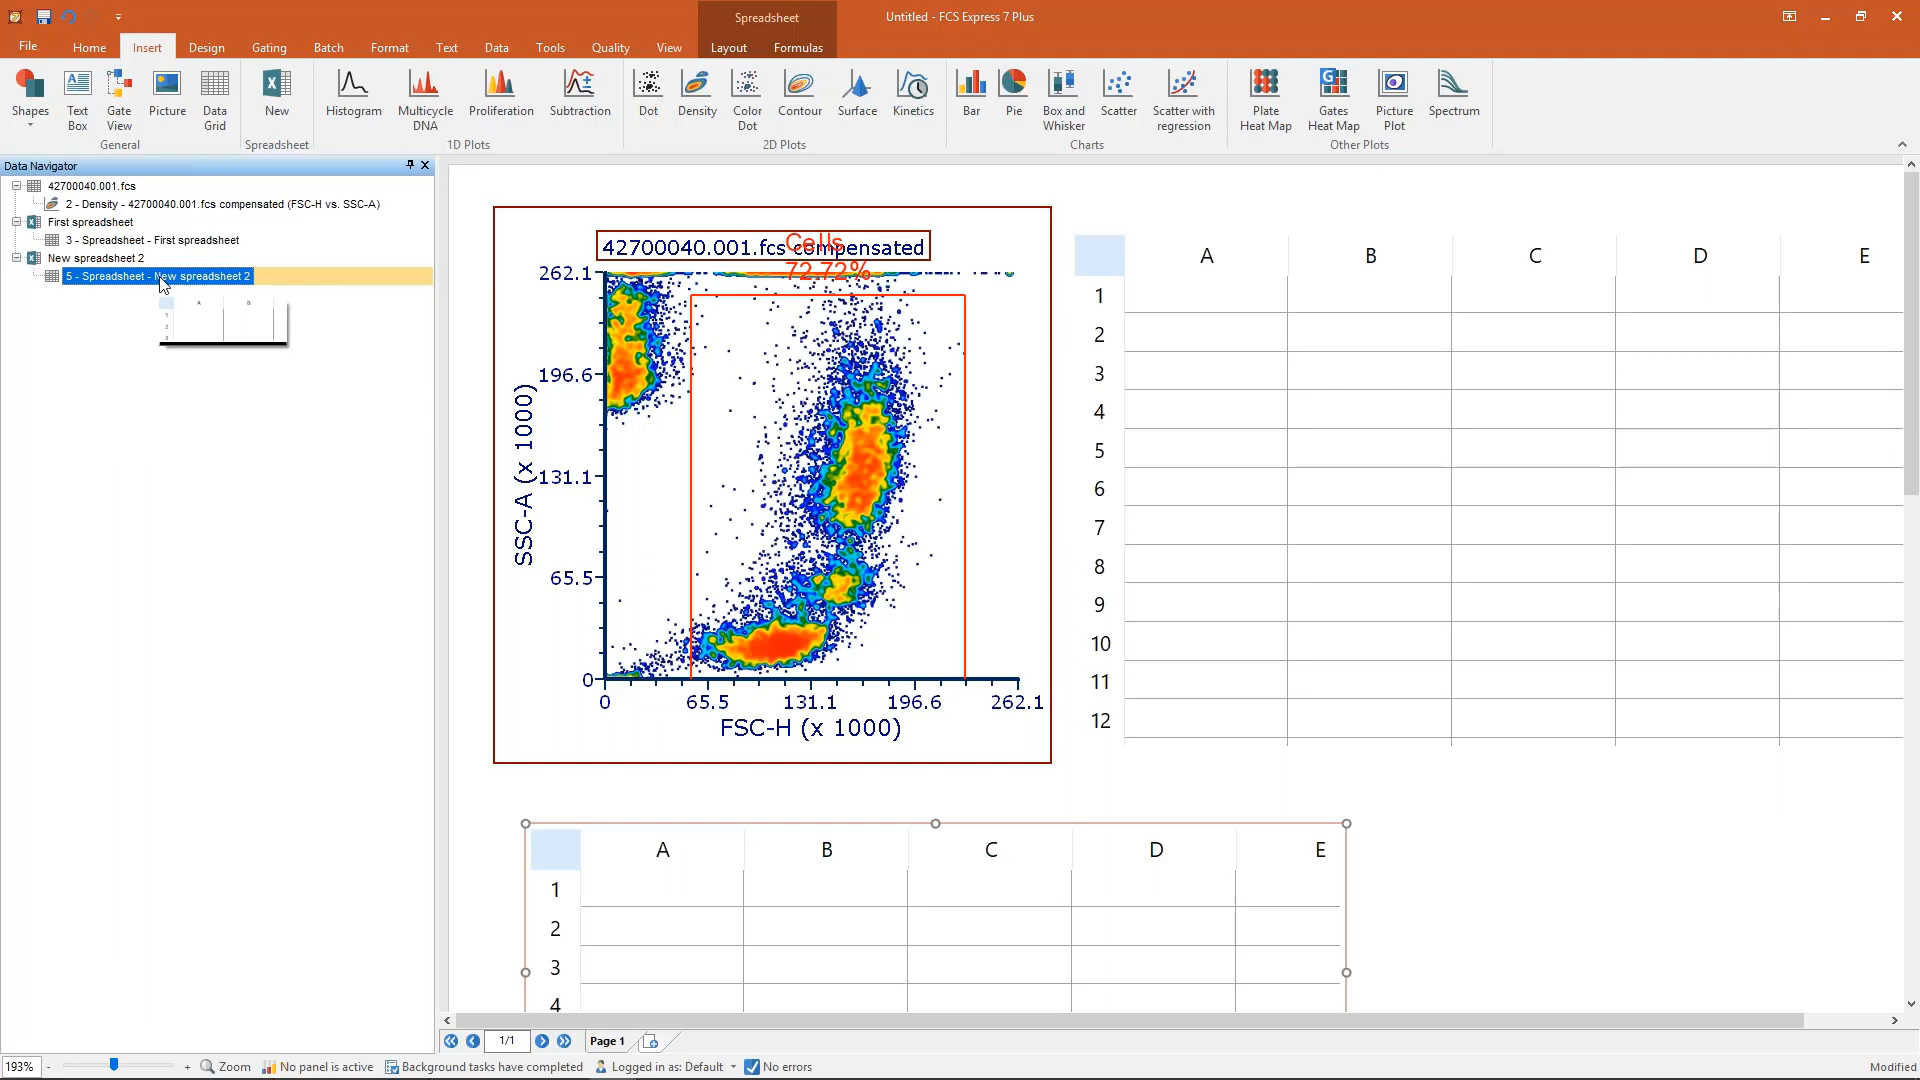 Spreadsheet
Untitled - FCS Express 7 Plus
File
Home
Insert
Design
Gating
Batch
Format
Text
Data
Tools
Quality
View
Layout
Formulas
Shapes
Text
Box
Gate
View
Picture
Data
Grid
General
New
Spreadsheet
Histogram
Multicycle
DNA
Proliferation
Subtraction
1D Plots
Dot
Density
Color
Dot
Contour
Surface
Kinetics
2D Plots
Bar
Pie
Box and
Whisker
Scatter
Scatter with
regression
Charts
Plate
Heat Map
Gates
Heat Map
Picture
Plot
Spectrum
Other Plots
Data Navigator
42700040.001.fcs
2 - Density - 42700040.001.fcs compensated (FSC-H vs. SSC-A)
First spreadsheet
3 - Spreadsheet - First spreadsheet
New spreadsheet 2
5 - Spreadsheet - New spreadsheet 2
A B
1
2
3
42700040.001.fcs compensated
Cells
72.72%
262.1
196.6
131.1
65.5
0
SSC-A (x 1000)
0 65.5 131.1 196.6 262.1
FSC-H (x 1000)
A B C D E
1
2
3
4
5
6
7
8
9
10
11
12
A B C D E
1
2
3
4
1/1
Page 1
193%
- +
Zoom
No panel is active
Background tasks have completed
Logged in as: Default
No errors
Modified